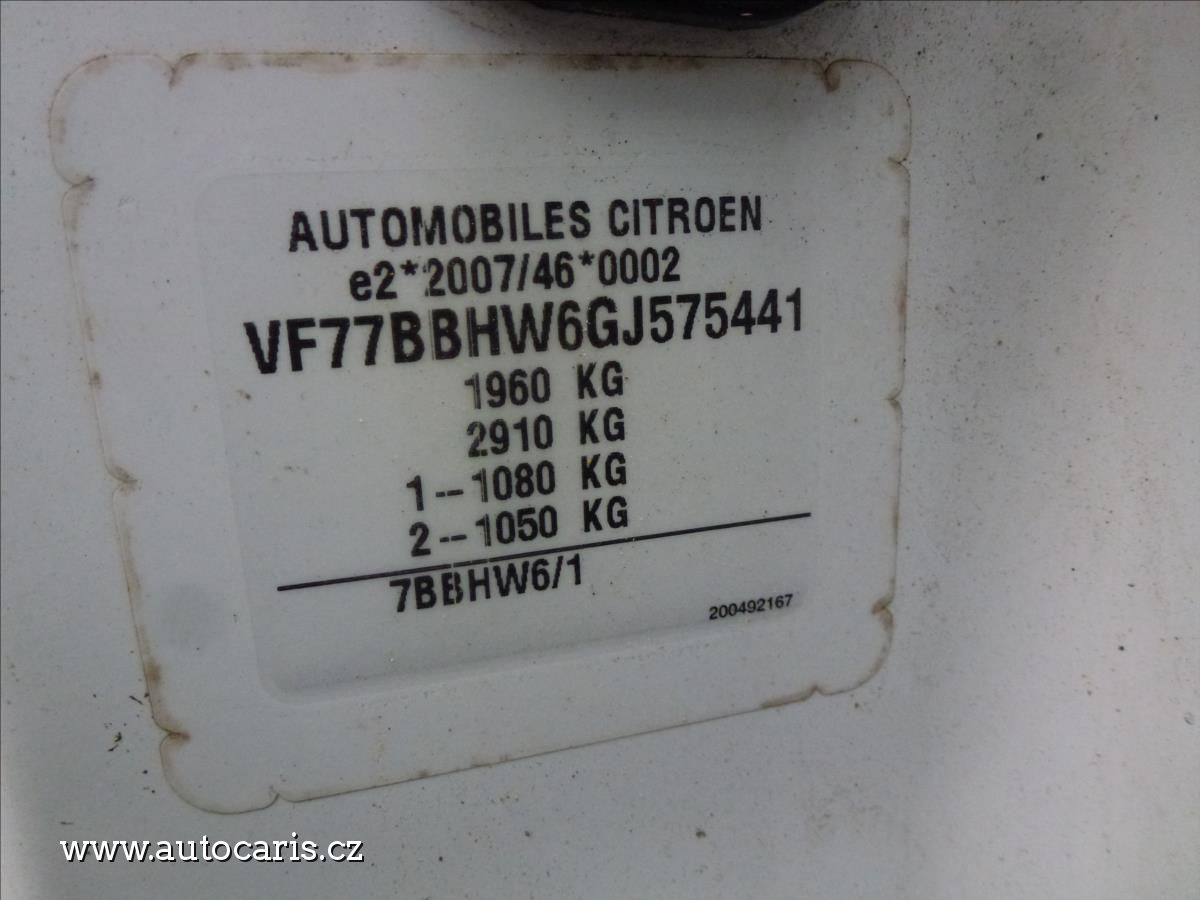 AUTOMOBILES CITROEN
e2*2007/46*0002
VF77BBHW6GJ575441
1960 KG
2910 KG
1--1080 KG
2--1050 KG
7BBHW6/1
200492167
www.autocaris.cz